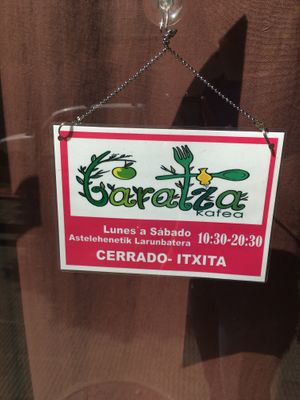 Baratza
Kafea
Lunes`a Sábado
Astelehenetik Larunbatera 10:30-20:30
CERRADO- ITXITA